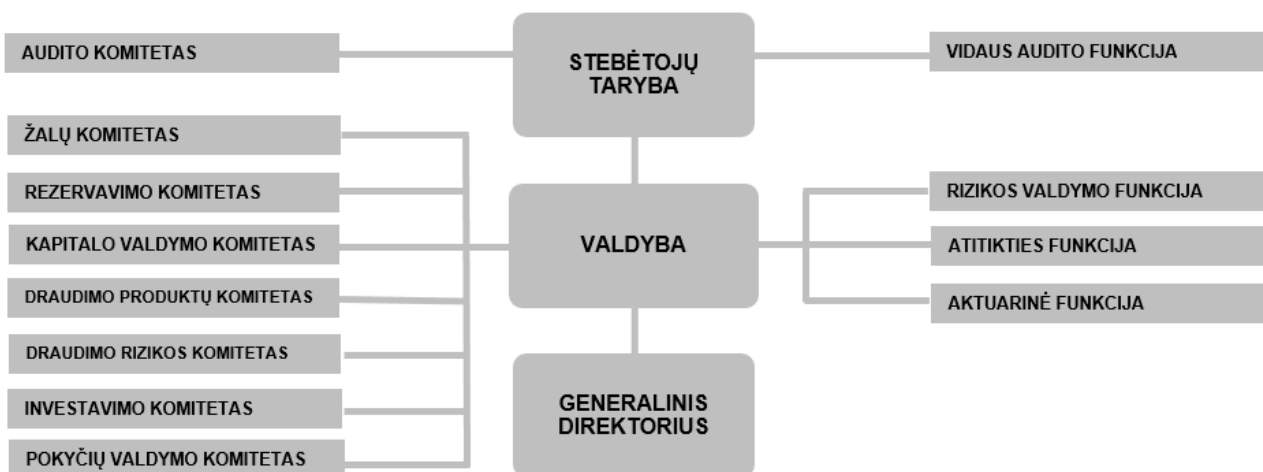 AUDITO KOMITETAS
STEBĖTOJŲ
TARYBA
VIDAUS AUDITO FUNKCIJA
ŽALŲ KOMITETAS
REZERVAVIMO KOMITETAS
KAPITALO VALDYMO KOMITETAS
DRAUDIMO PRODUKTŲ KOMITETAS
DRAUDIMO RIZIKOS KOMITETAS
INVESTAVIMO KOMITETAS
POKYČIŲ VALDYMO KOMITETAS
VALDYBA
RIZIKOS VALDYMO FUNKCIJA
ATITIKTIES FUNKCIJA
AKTUARINĖ FUNKCIJA
GENERALINIS
DIREKTORIUS